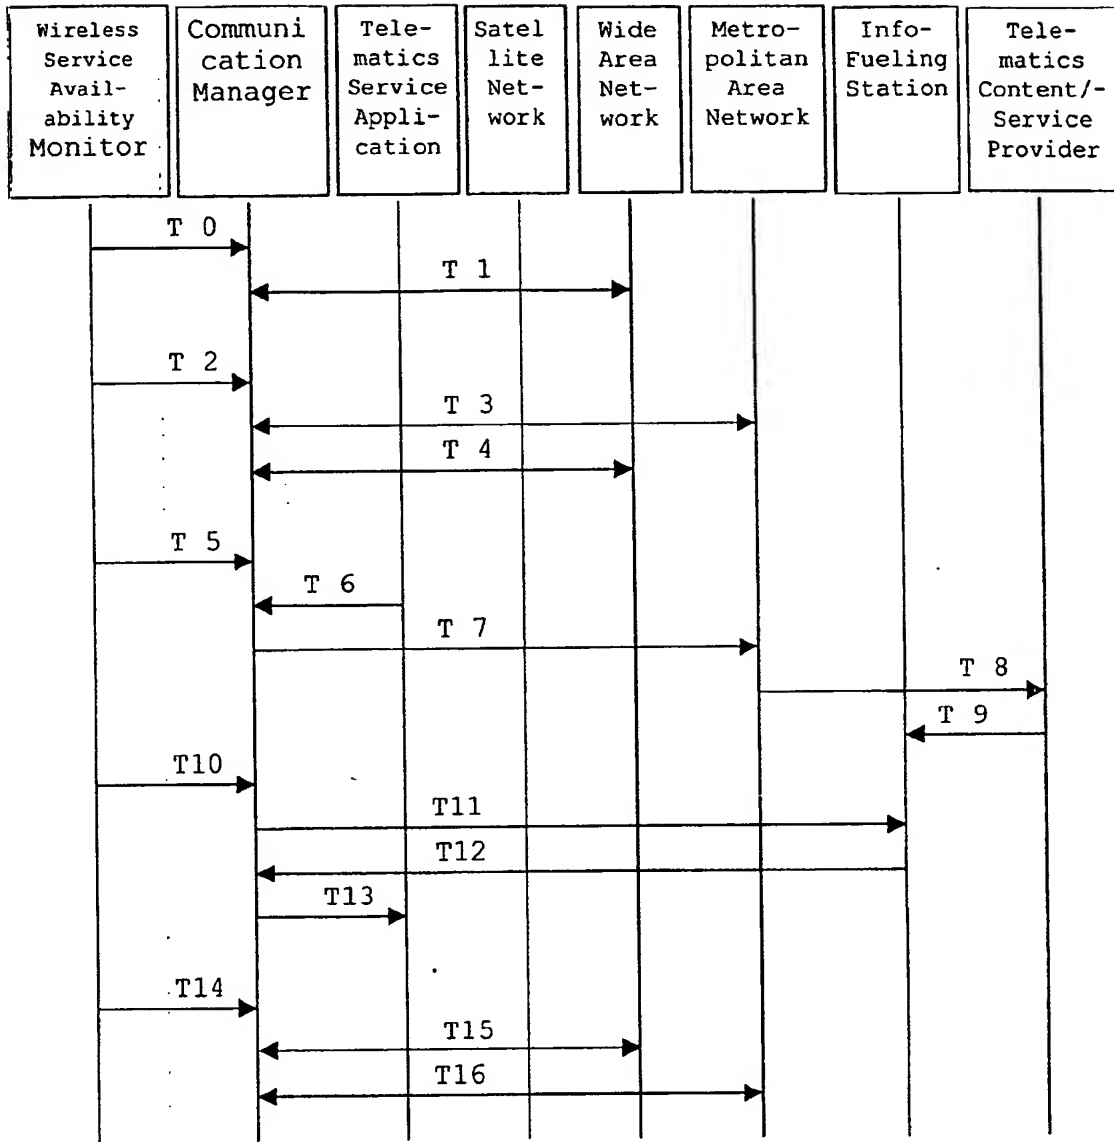 Wireless
Service
Avail-
ability
Monitor
Communi
cation
Manager
Tele-
matics
Service
Appli-
cation
Satel
lite
Net-
work
Wide
Area
Net-
work
Metro-
politan
Area
Network
Info-
Fueling
Station
Tele-
matics
Content/-
Service
Provider
T 0
T 1
T 2
T 3
T 4
T 5
T 6
T 7
T 8
T 9
T10
T11
T12
T13
T14
T15
T16